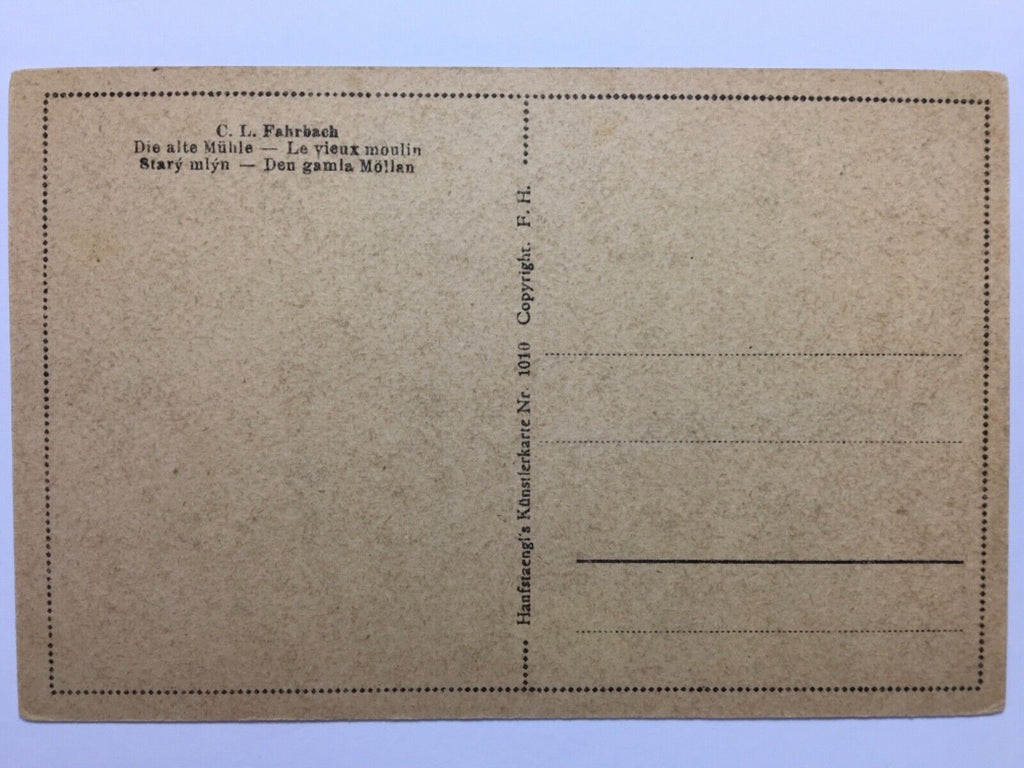 C. L. Fahrbach
Die alte Mühle — Le vieux moulin
Starý mlýn — Den gamla Möllan
Hanfstaengl's Künstlerkarte Nr. 1010 Copyright. F. H.